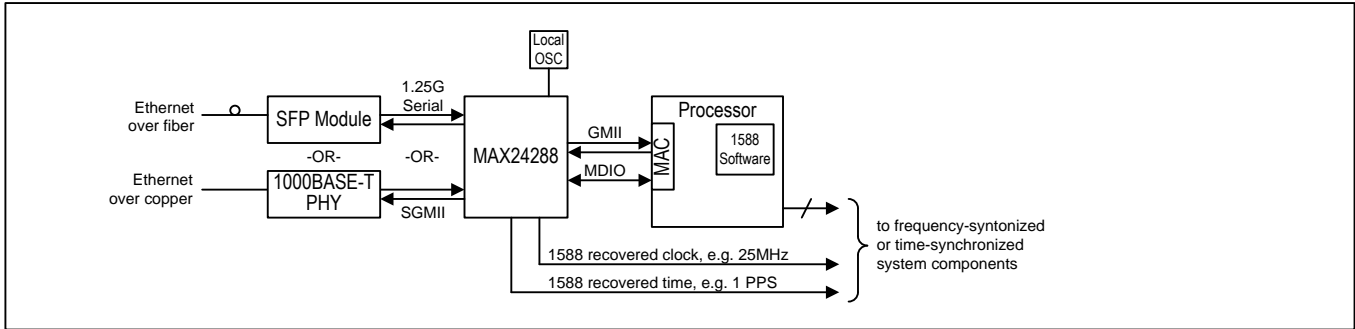 Local
OSC
1.25G
Serial
Ethernet
over fiber
SFP Module
Processor
GMII
1588
Software
MAC
-OR-
-OR-
MAX24288
MDIO
Ethernet
over copper
1000BASE-T
PHY
SGMII
to frequency-syntonized
or time-synchronized
system components
1588 recovered clock, e.g. 25MHz
1588 recovered time, e.g. 1 PPS